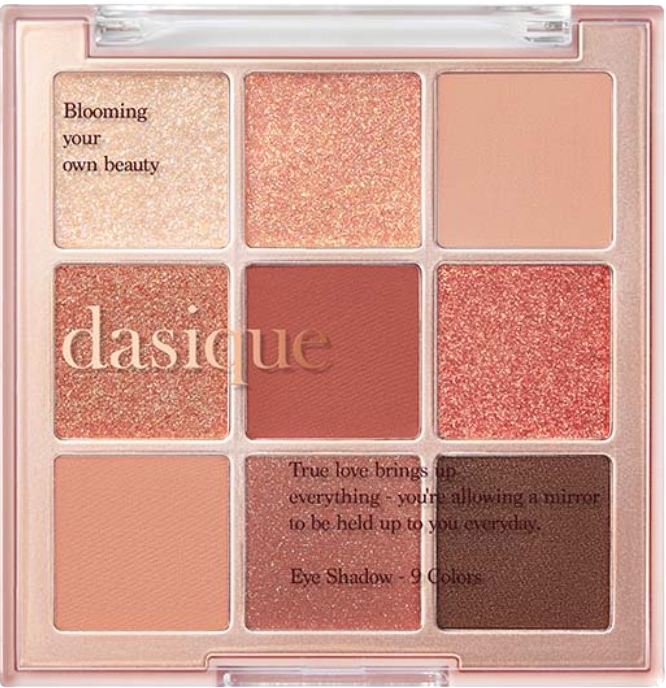 Blooming
your
own beauty
dasique
True love brings up
everything - you're allowing a mirror
to be held up to you everyday.
Eye Shadow - 9 Colors